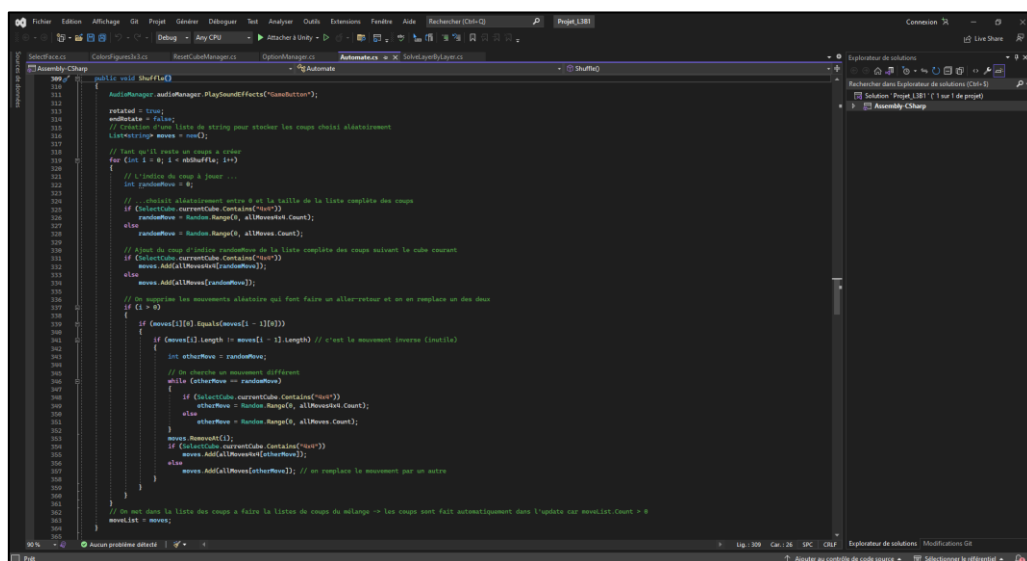 Fichier Edition Affichage Git Projet Générer Déboguer Test Analyser Outils Extensions Fenêtre Aide Rechercher (Ctrl+Q) Projet_L3B1 Connexion
Debug Any CPU Attacher à Unity Live Share
SelectFace.cs ColorsFigures3x3.cs ResetCubeManager.cs OptionManager.cs Automate.cs SolveLayerByLayer.cs Explorateur de solutions
Sources de données
Assembly-CSharp Automate Shuffle()
Rechercher dans Explorateur de solutions (Ctrl+$)
Solution 'Projet_L3B1' (' 1 sur 1 de projet)
Assembly-CSharp
309 public void Shuffle()
310 {
311 AudioManager.audioManager.PlaySoundEffects("GameButton");
312
313 rotated = true;
314 endRotate = false;
315 // Création d'une liste de string pour stocker les coups choisi aléatoirement
316 List<string> moves = new();
317
318 // Tant qu'il reste un coups a créer
319 for (int i = 0; i < nbShuffle; i++)
320 {
321 // L'indice du coup à jouer ...
322 int randomMove = 0;
323
324 // ...choisit aléatoirement entre 0 et la taille de la liste complète des coups
325 if (SelectCube.currentCube.Contains("4x4"))
326 randomMove = Random.Range(0, allMoves4x4.Count);
327 else
328 randomMove = Random.Range(0, allMoves.Count);
329
330 // Ajout du coup d'indice randomMove de la liste complète des coups suivant le cube courant
331 if (SelectCube.currentCube.Contains("4x4"))
332 moves.Add(allMoves4x4[randomMove]);
333 else
334 moves.Add(allMoves[randomMove]);
335
336 // On supprime les mouvements aléatoire qui font faire un aller-retour et on en remplace un des deux
337 if (i > 0)
338 {
339 if (moves[i][0].Equals(moves[i - 1][0]))
340 {
341 if (moves[i].Length != moves[i - 1].Length) // c'est le mouvement inverse (inutile)
342 {
343 int otherMove = randomMove;
344
345 // On cherche un mouvement différent
346 while (otherMove == randomMove)
347 {
348 if (SelectCube.currentCube.Contains("4x4"))
349 otherMove = Random.Range(0, allMoves4x4.Count);
350 else
351 otherMove = Random.Range(0, allMoves.Count);
352 }
353 moves.RemoveAt(i);
354 if (SelectCube.currentCube.Contains("4x4"))
355 moves.Add(allMoves4x4[otherMove]);
356 else
357 moves.Add(allMoves[otherMove]); // on remplace le mouvement par un autre
358 }
359 }
360 }
361 }
362 // On met dans la liste des coups a faire la listes de coups du mélange -> les coups sont fait automatiquement dans l'update car moveList.Count > 0
363 moveList = moves;
364 }
365
90 % Aucun problème détecté Lig. : 309 Car. : 26 SPC CRLF Explorateur de solutions Modifications Git
Prêt Ajouter au contrôle de code source Sélectionner le référentiel